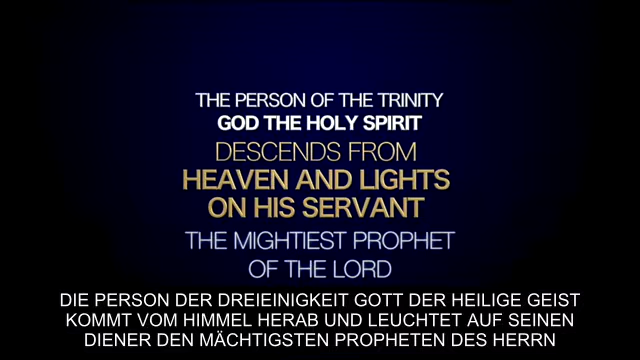 THE PERSON OF THE TRINITY
GOD THE HOLY SPIRIT
DESCENDS FROM
HEAVEN AND LIGHTS
ON HIS SERVANT
THE MIGHTIEST PROPHET
OF THE LORD
DIE PERSON DER DREIEINIGKEIT GOTT DER HEILIGE GEIST
KOMMT VOM HIMMEL HERAB UND LEUCHTET AUF SEINEN
DIENER DEN MÄCHTIGSTEN PROPHETEN DES HERRN